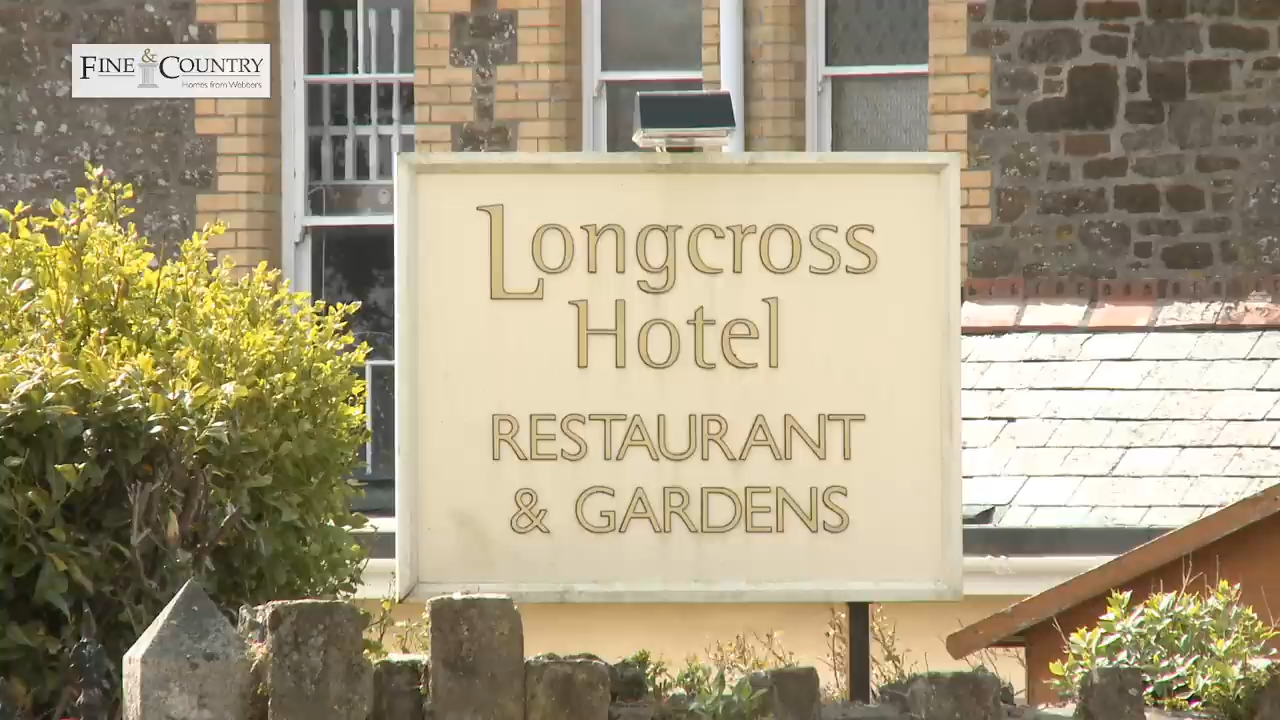 FINE & COUNTRY
Homes from Webbers
Longcross
Hotel
RESTAURANT
& GARDENS